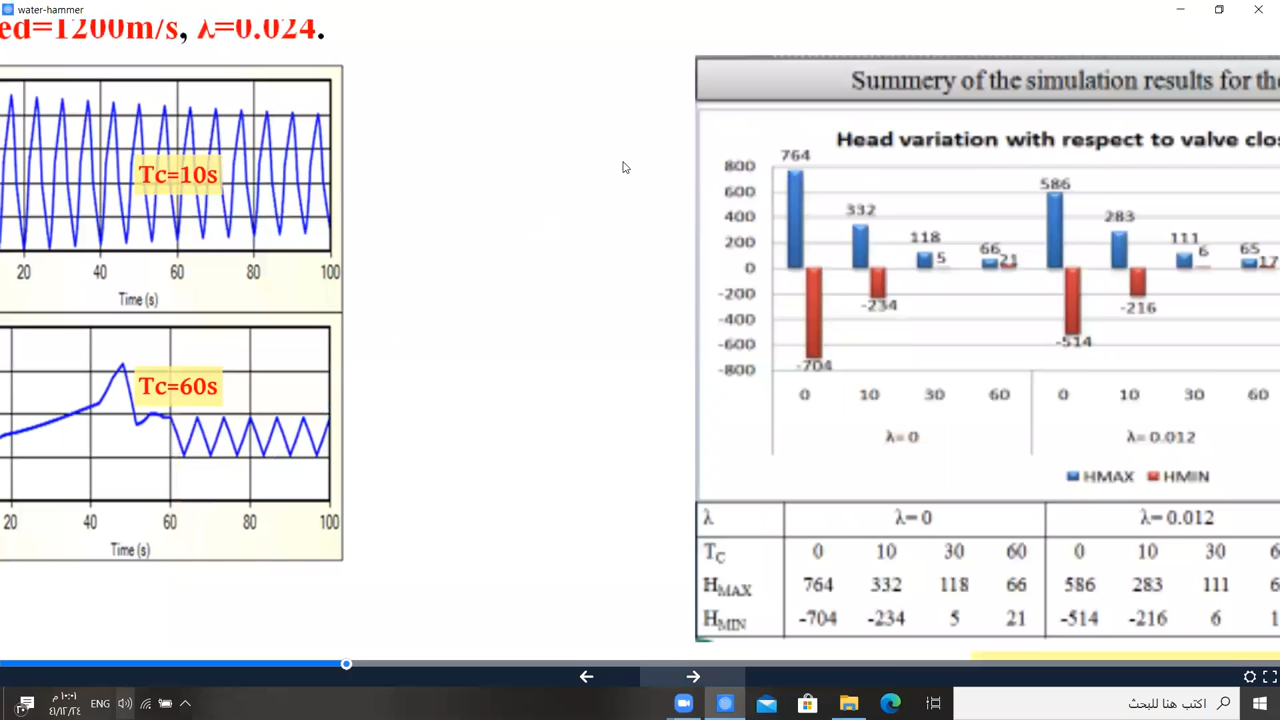 water-hammer
ed=1200m/s, λ=0.024.
Tc=10s
20 40 60 80 100
Time (s)
Tc=60s
20 40 60 80 100
Time (s)
Summery of the simulation results for the
Head variation with respect to valve clos
800
600
400
200
0
-200
-400
-600
-800
764 332 118 5 66 21 586 283 111 6 65 17
-704 -234 -514 -216
0 10 30 60 0 10 30 60
λ= 0 λ= 0.012
HMAX HMIN
λ λ= 0 λ= 0.012
TC 0 10 30 60 0 10 30 6
HMAX 764 332 118 66 586 283 111 6
HMIN -704 -234 5 21 -514 -216 6 1
ENG
اكتب هنا للبحث